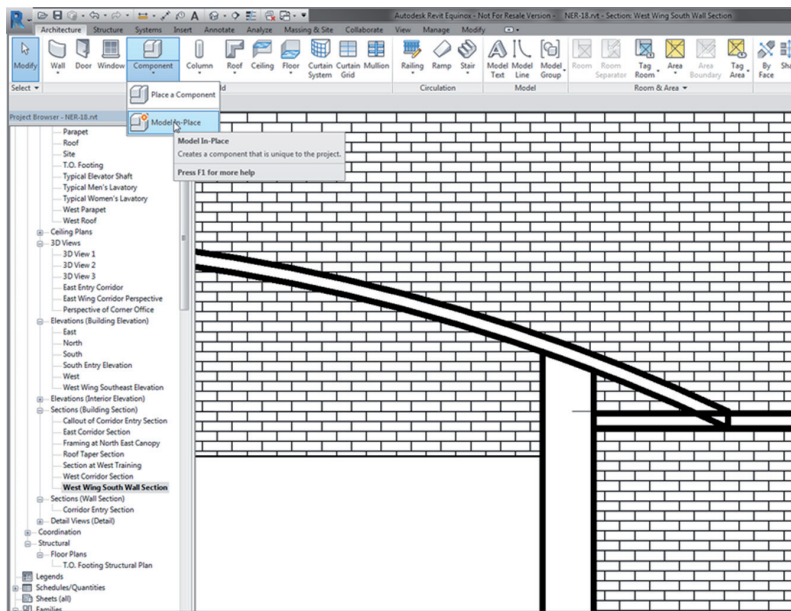 Autodesk Revit Equinox - Not For Resale Version - NER-18.rvt - Section: West Wing South Wall Section
Architecture Structure Systems Insert Annotate Analyze Massing & Site Collaborate View Manage Modify
Modify Wall Door Window Component Column Roof Ceiling Floor Curtain System Curtain Grid Mullion Railing Ramp Stair Model Text Model Line Model Group Room Room Separator Tag Room Area Area Boundary Tag Area By Face
Select Circulation Model Room & Area
Place a Component
Model In-Place
Model In-Place
Creates a component that is unique to the project.
Press F1 for more help
Project Browser - NER-18.rvt
Parapet
Roof
Site
T.O. Footing
Typical Elevator Shaft
Typical Men's Lavatory
Typical Women's Lavatory
West Parapet
West Roof
Ceiling Plans
3D Views
3D View 1
3D View 2
3D View 3
East Entry Corridor
East Wing Corridor Perspective
Perspective of Corner Office
Elevations (Building Elevation)
East
North
South
South Entry Elevation
West
West Wing Southeast Elevation
Elevations (Interior Elevation)
Sections (Building Section)
Callout of Corridor Entry Section
East Corridor Section
Framing at North East Canopy
Roof Taper Section
Section at West Training
West Corridor Section
West Wing South Wall Section
Sections (Wall Section)
Corridor Entry Section
Detail Views (Detail)
Coordination
Structural
Floor Plans
T.O. Footing Structural Plan
Legends
Schedules/Quantities
Sheets (all)
Families